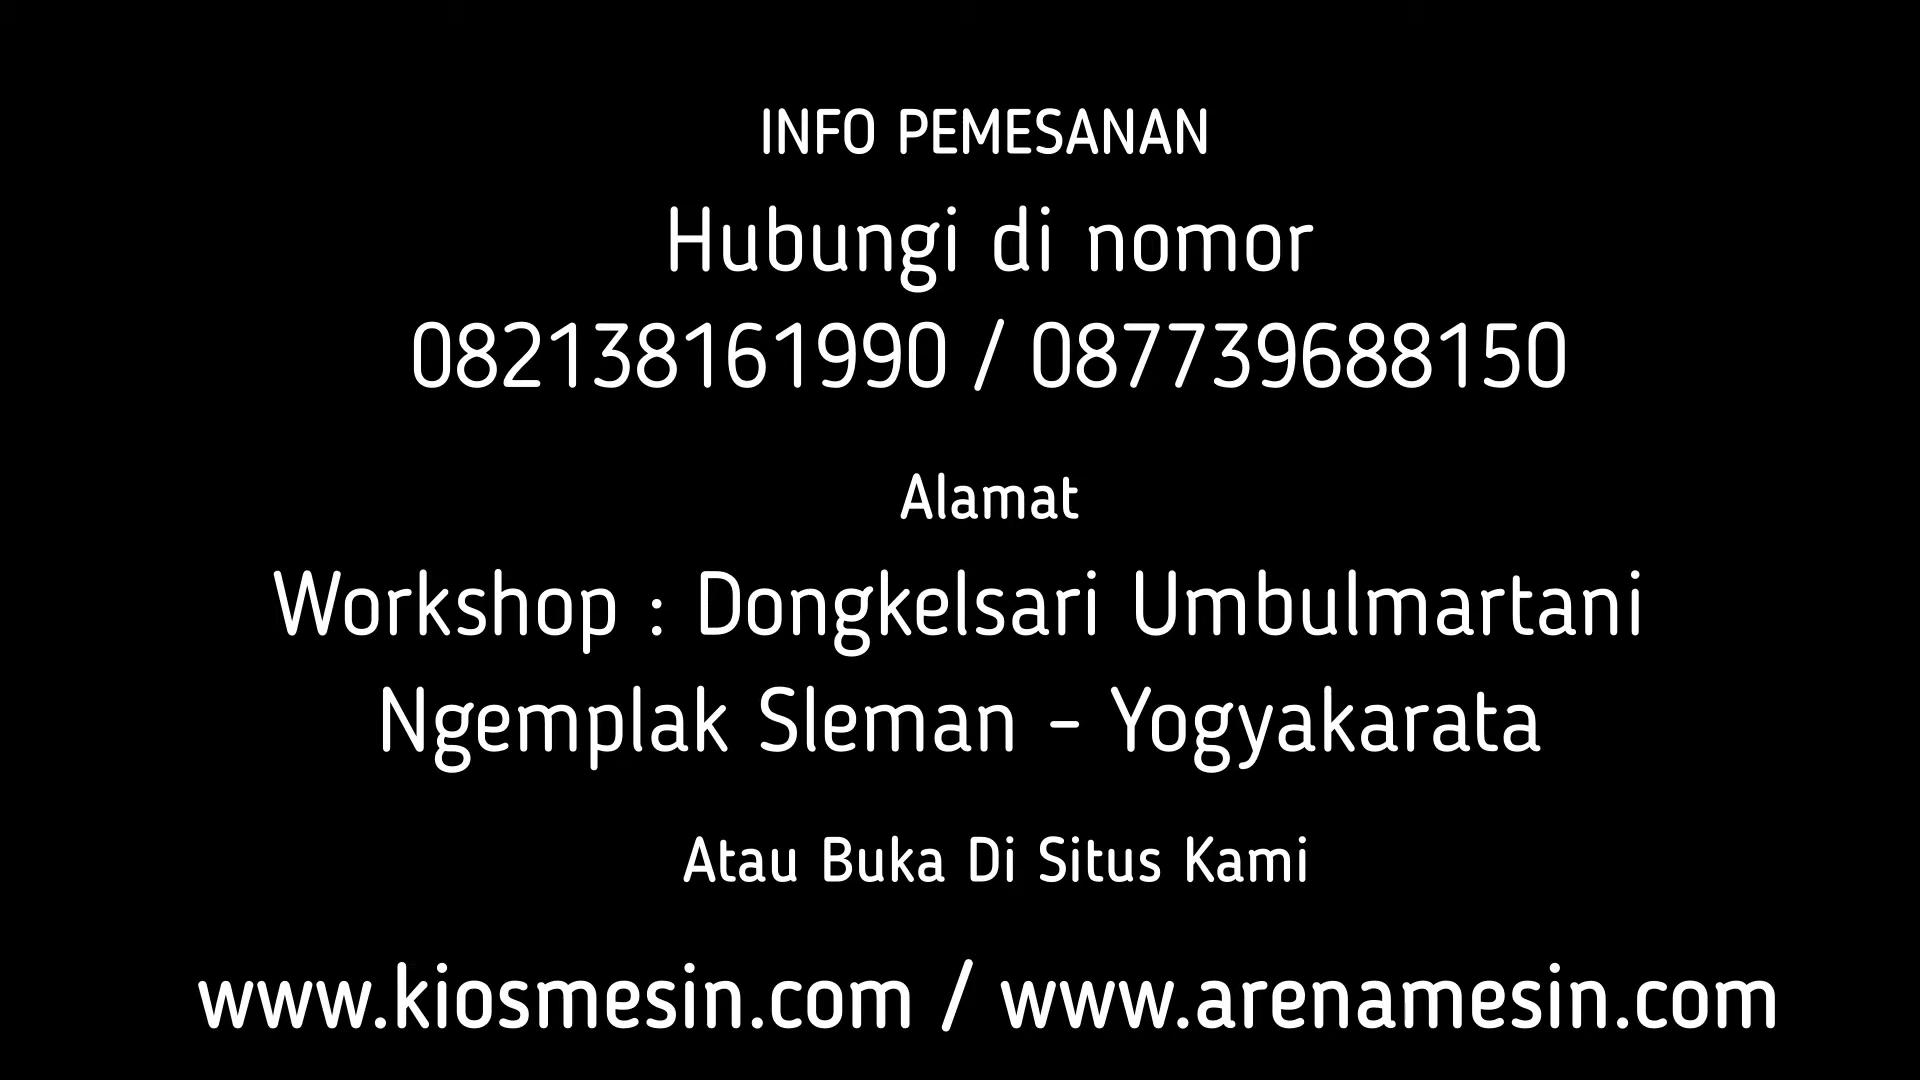 INFO PEMESANAN
Hubungi di nomor
082138161990 / 087739688150
Alamat
Workshop : Dongkelsari Umbulmartani
Ngemplak Sleman - Yogyakarata
Atau Buka Di Situs Kami
www.kiosmesin.com / www.arenamesin.com